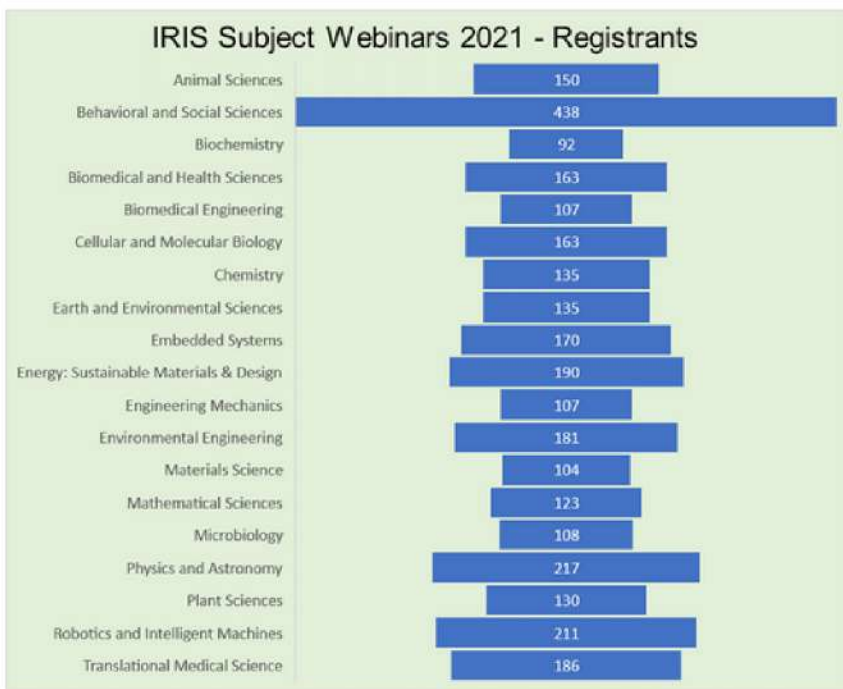 IRIS Subject Webinars 2021 - Registrants
Animal Sciences 150
Behavioral and Social Sciences 438
Biochemistry 92
Biomedical and Health Sciences 163
Biomedical Engineering 107
Cellular and Molecular Biology 163
Chemistry 135
Earth and Environmental Sciences 135
Embedded Systems 170
Energy: Sustainable Materials & Design 190
Engineering Mechanics 107
Environmental Engineering 181
Materials Science 104
Mathematical Sciences 123
Microbiology 108
Physics and Astronomy 217
Plant Sciences 130
Robotics and Intelligent Machines 211
Translational Medical Science 186